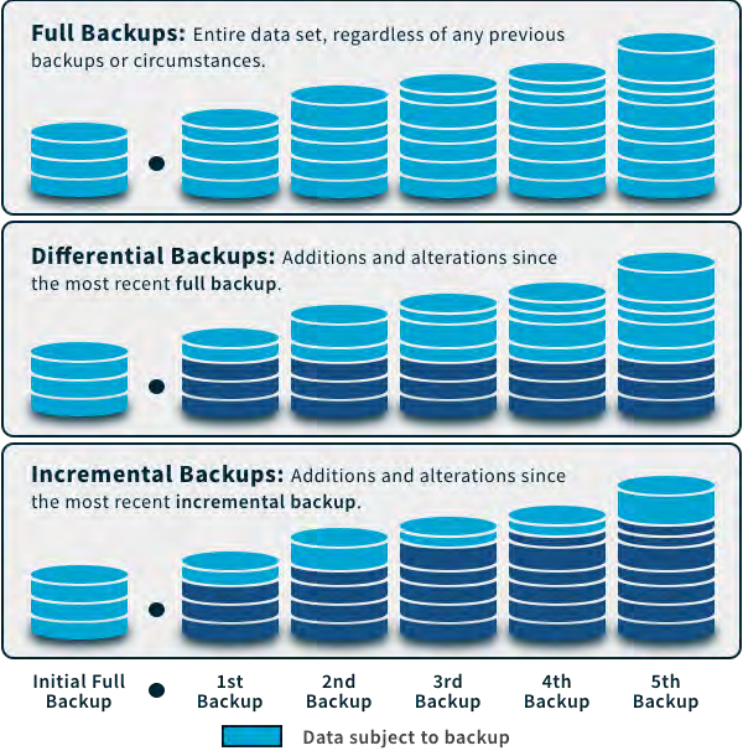 Full Backups: Entire data set, regardless of any previous
backups or circumstances.
Differential Backups: Additions and alterations since
the most recent full backup.
Incremental Backups: Additions and alterations since
the most recent incremental backup.
Initial Full
Backup
1st
Backup
2nd
Backup
3rd
Backup
4th
Backup
5th
Backup
Data subject to backup